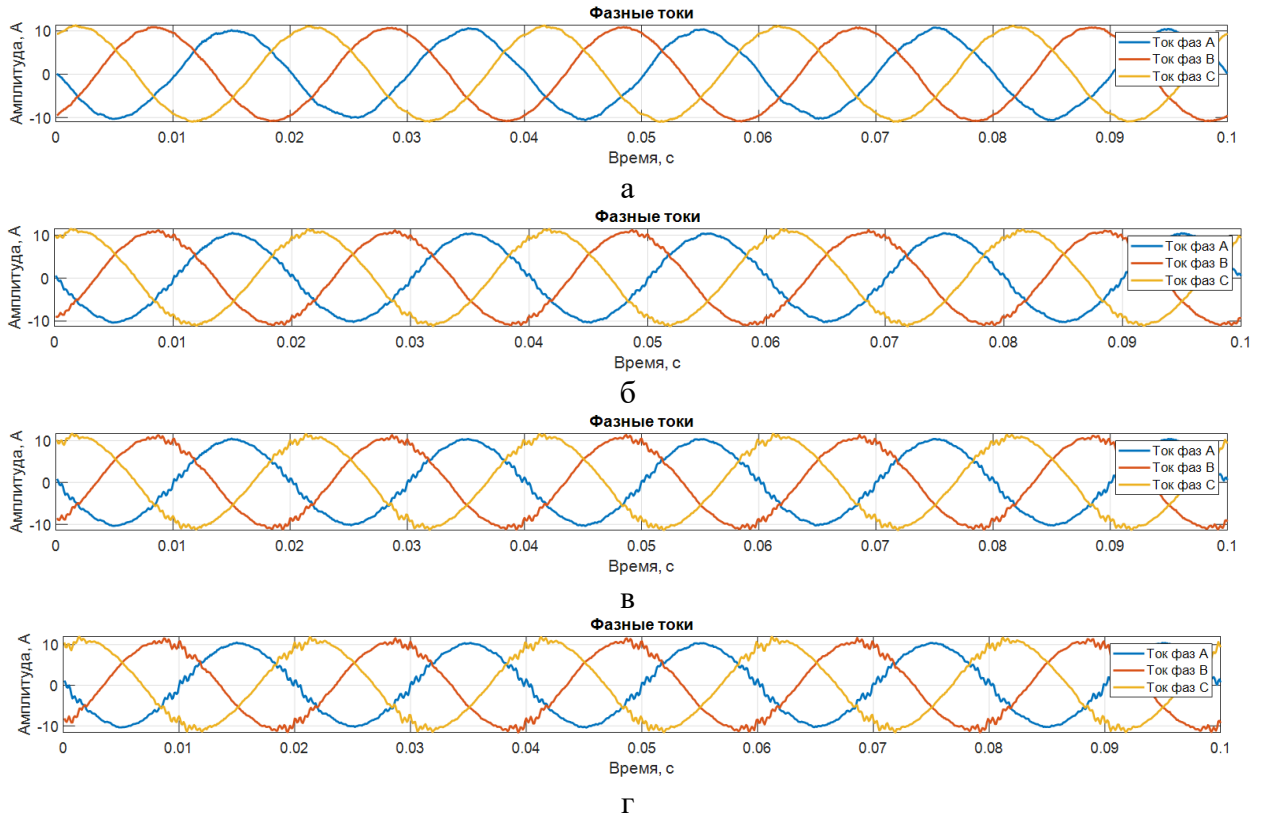 Фазные токи
Амплитуда, А
10
0
-10
Ток фаз A
Ток фаз B
Ток фаз C
0 0.01 0.02 0.03 0.04 0.05 0.06 0.07 0.08 0.09 0.1
Время, с
а
Фазные токи
Амплитуда, А
10
0
-10
Ток фаз A
Ток фаз B
Ток фаз C
0 0.01 0.02 0.03 0.04 0.05 0.06 0.07 0.08 0.09 0.1
Время, с
б
Фазные токи
Амплитуда, А
10
0
-10
Ток фаз A
Ток фаз B
Ток фаз C
0 0.01 0.02 0.03 0.04 0.05 0.06 0.07 0.08 0.09 0.1
Время, с
в
Фазные токи
Амплитуда, А
10
0
-10
Ток фаз A
Ток фаз B
Ток фаз C
0 0.01 0.02 0.03 0.04 0.05 0.06 0.07 0.08 0.09 0.1
Время, с
г